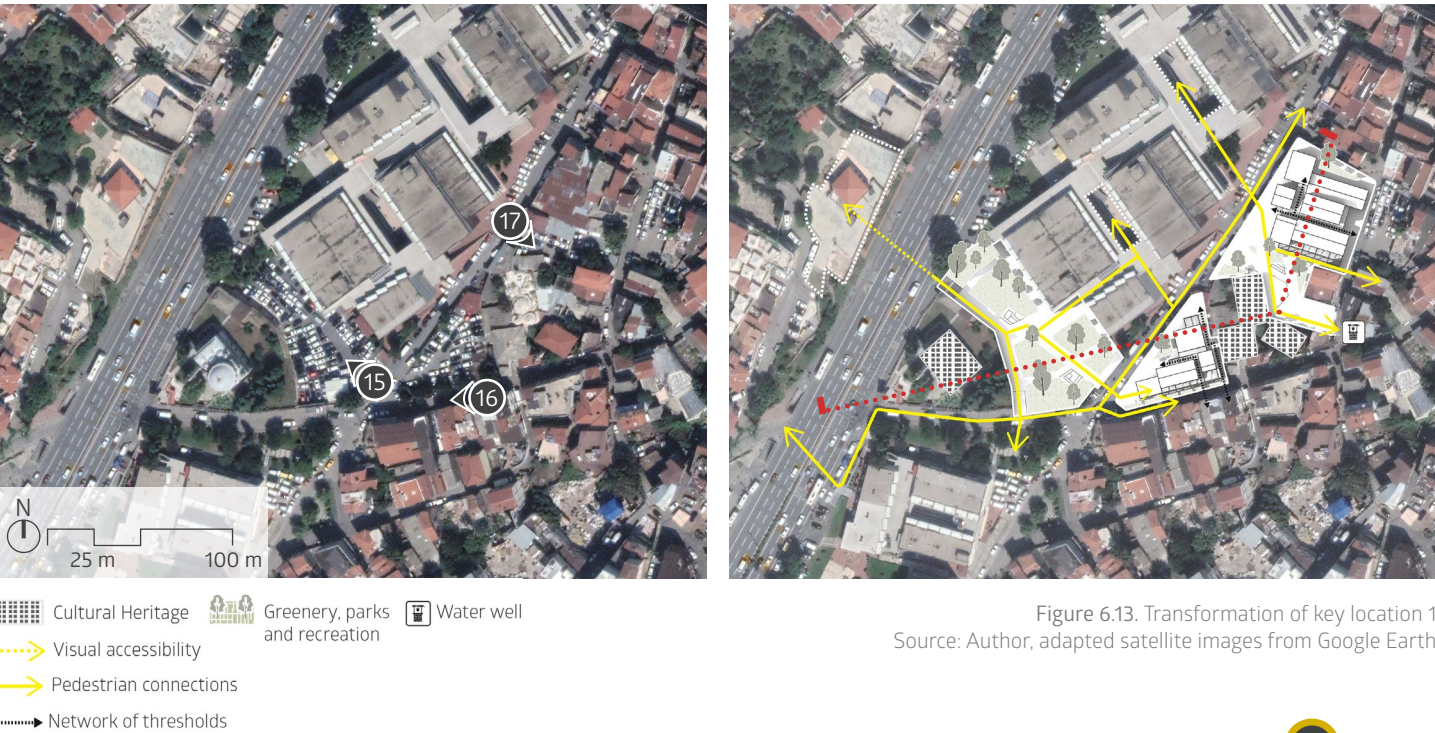 17
15
16
N
25 m 100 m
Cultural Heritage
Greenery, parks
and recreation
Water well
Visual accessibility
Pedestrian connections
Network of thresholds
Figure 6.13. Transformation of key location 1
Source: Author, adapted satellite images from Google Earth